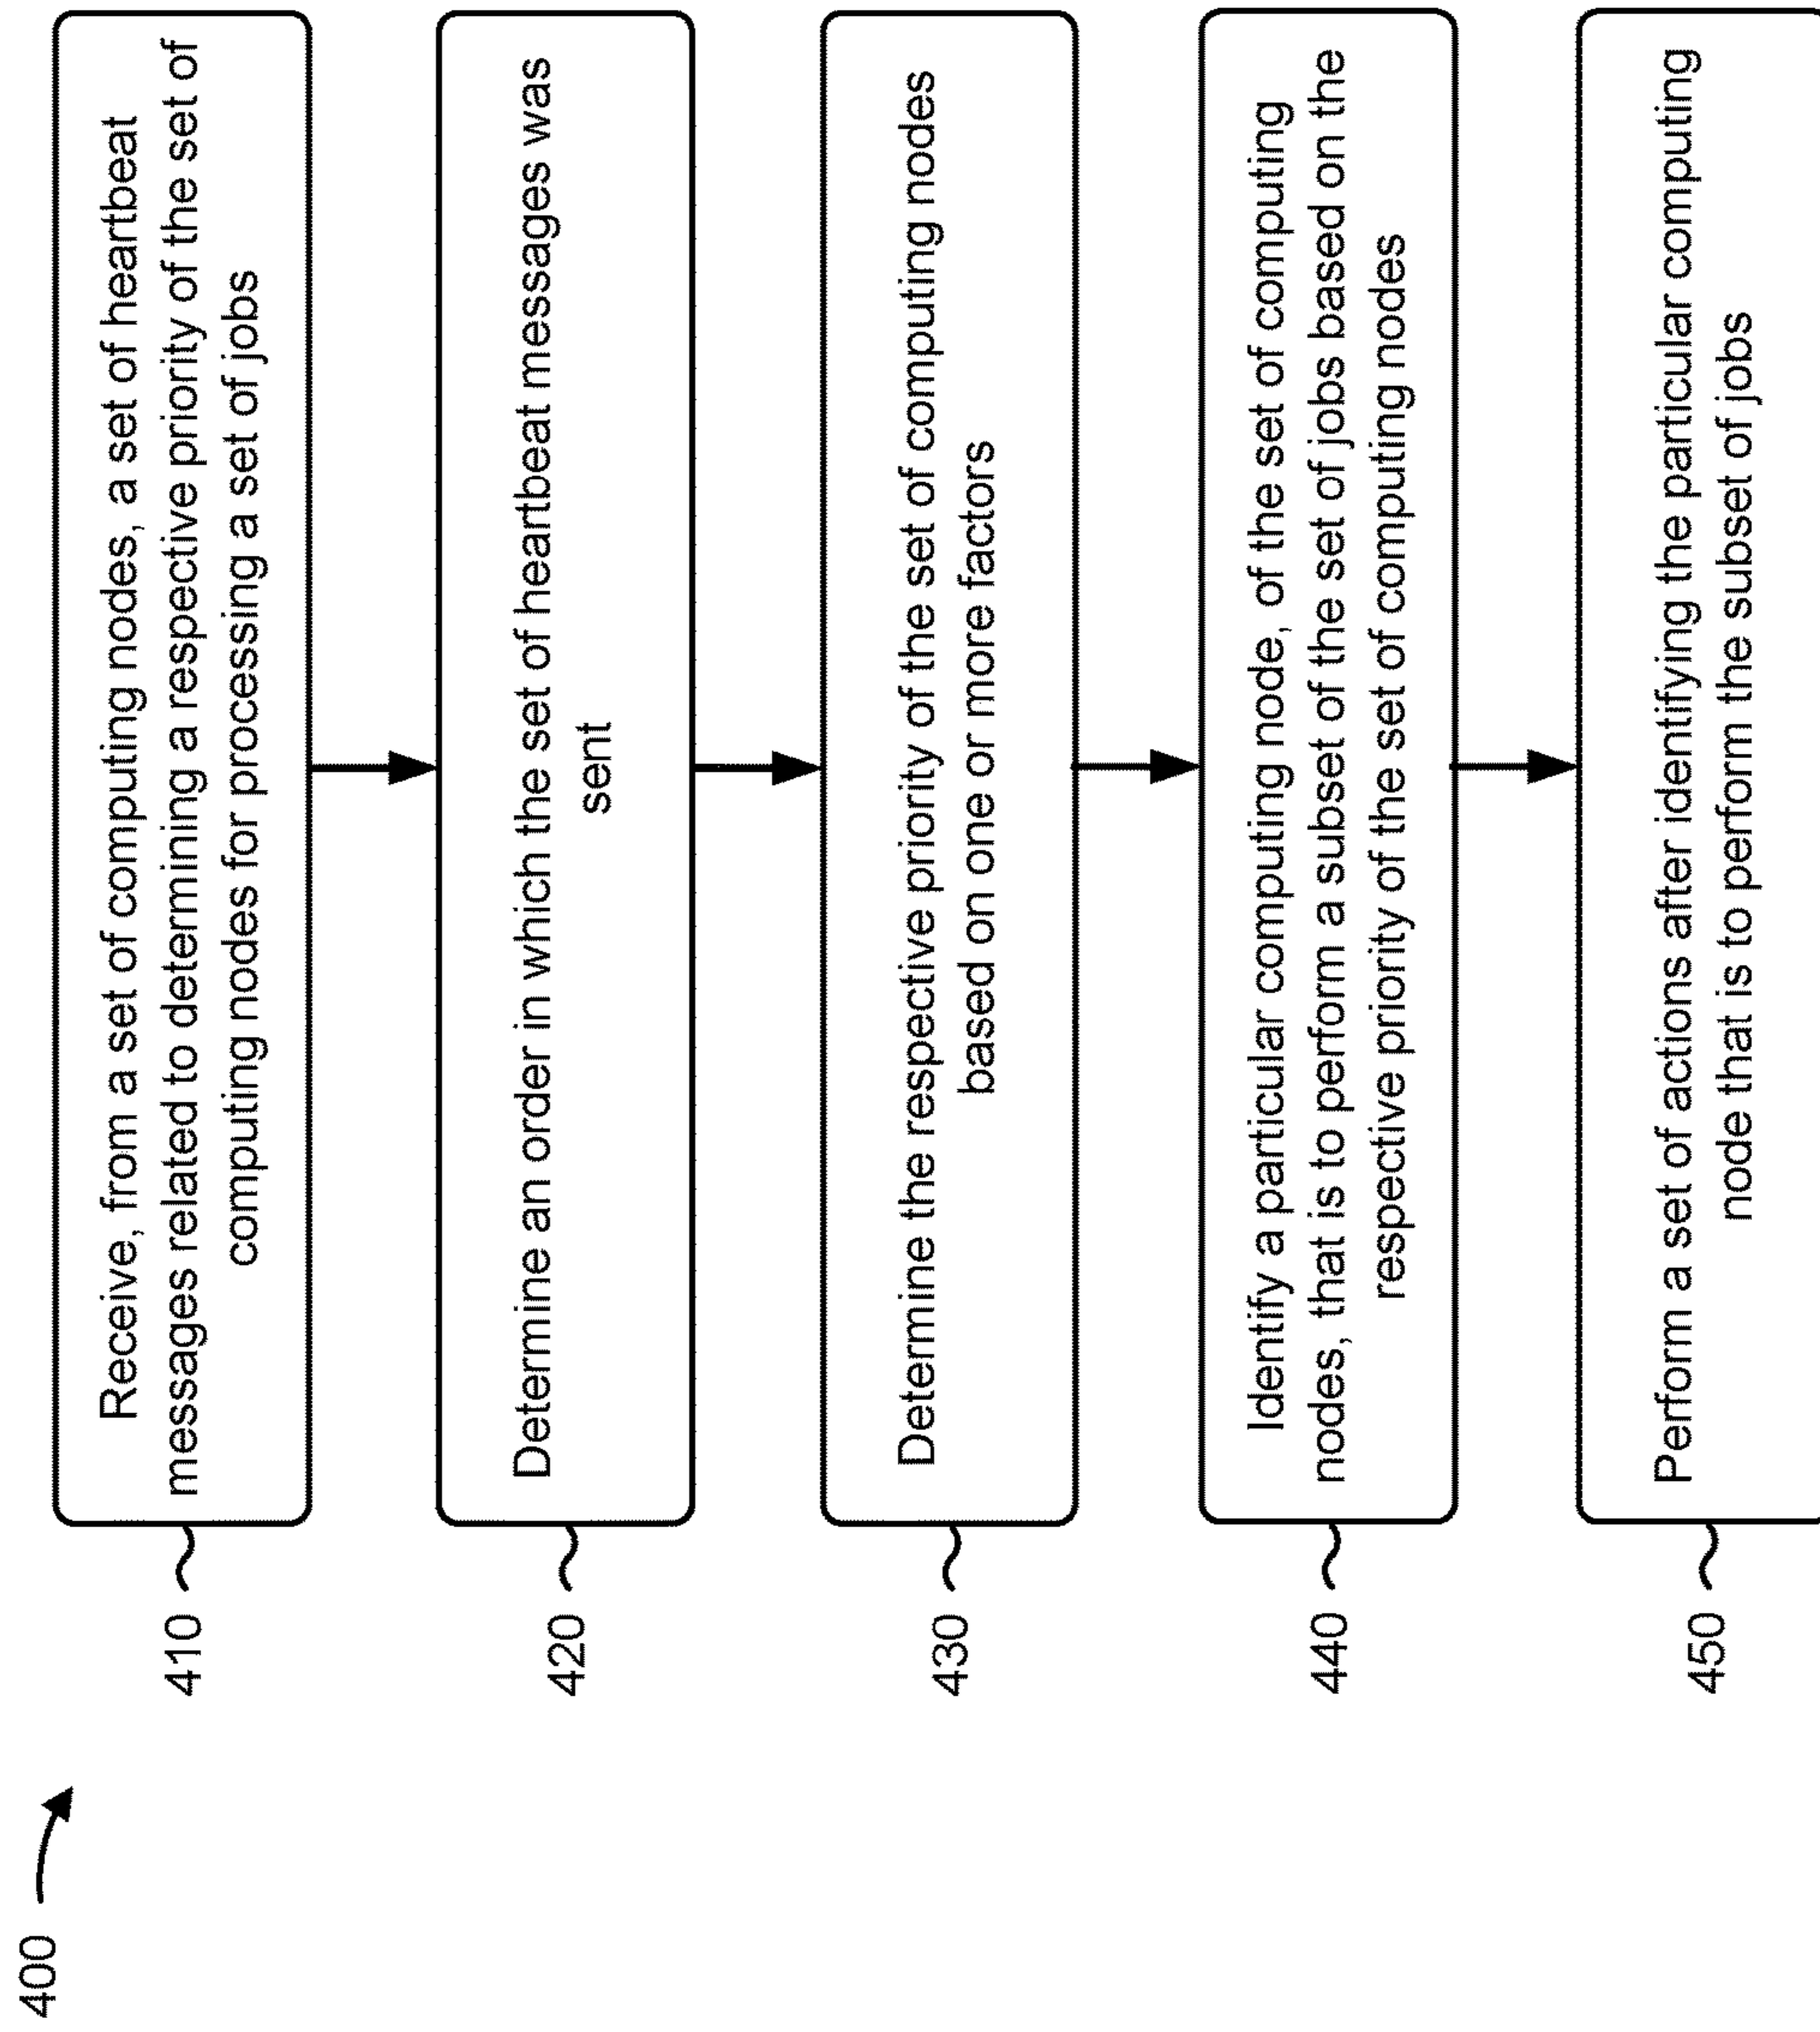 400
410
Receive, from a set of computing nodes, a set of heartbeat
messages related to determining a respective priority of the set of
computing nodes for processing a set of jobs
420
Determine an order in which the set of heartbeat messages was
sent
430
Determine the respective priority of the set of computing nodes
based on one or more factors
440
Identify a particular computing node, of the set of computing
nodes, that is to perform a subset of the set of jobs based on the
respective priority of the set of computing nodes
450
Perform a set of actions after identifying the particular computing
node that is to perform the subset of jobs